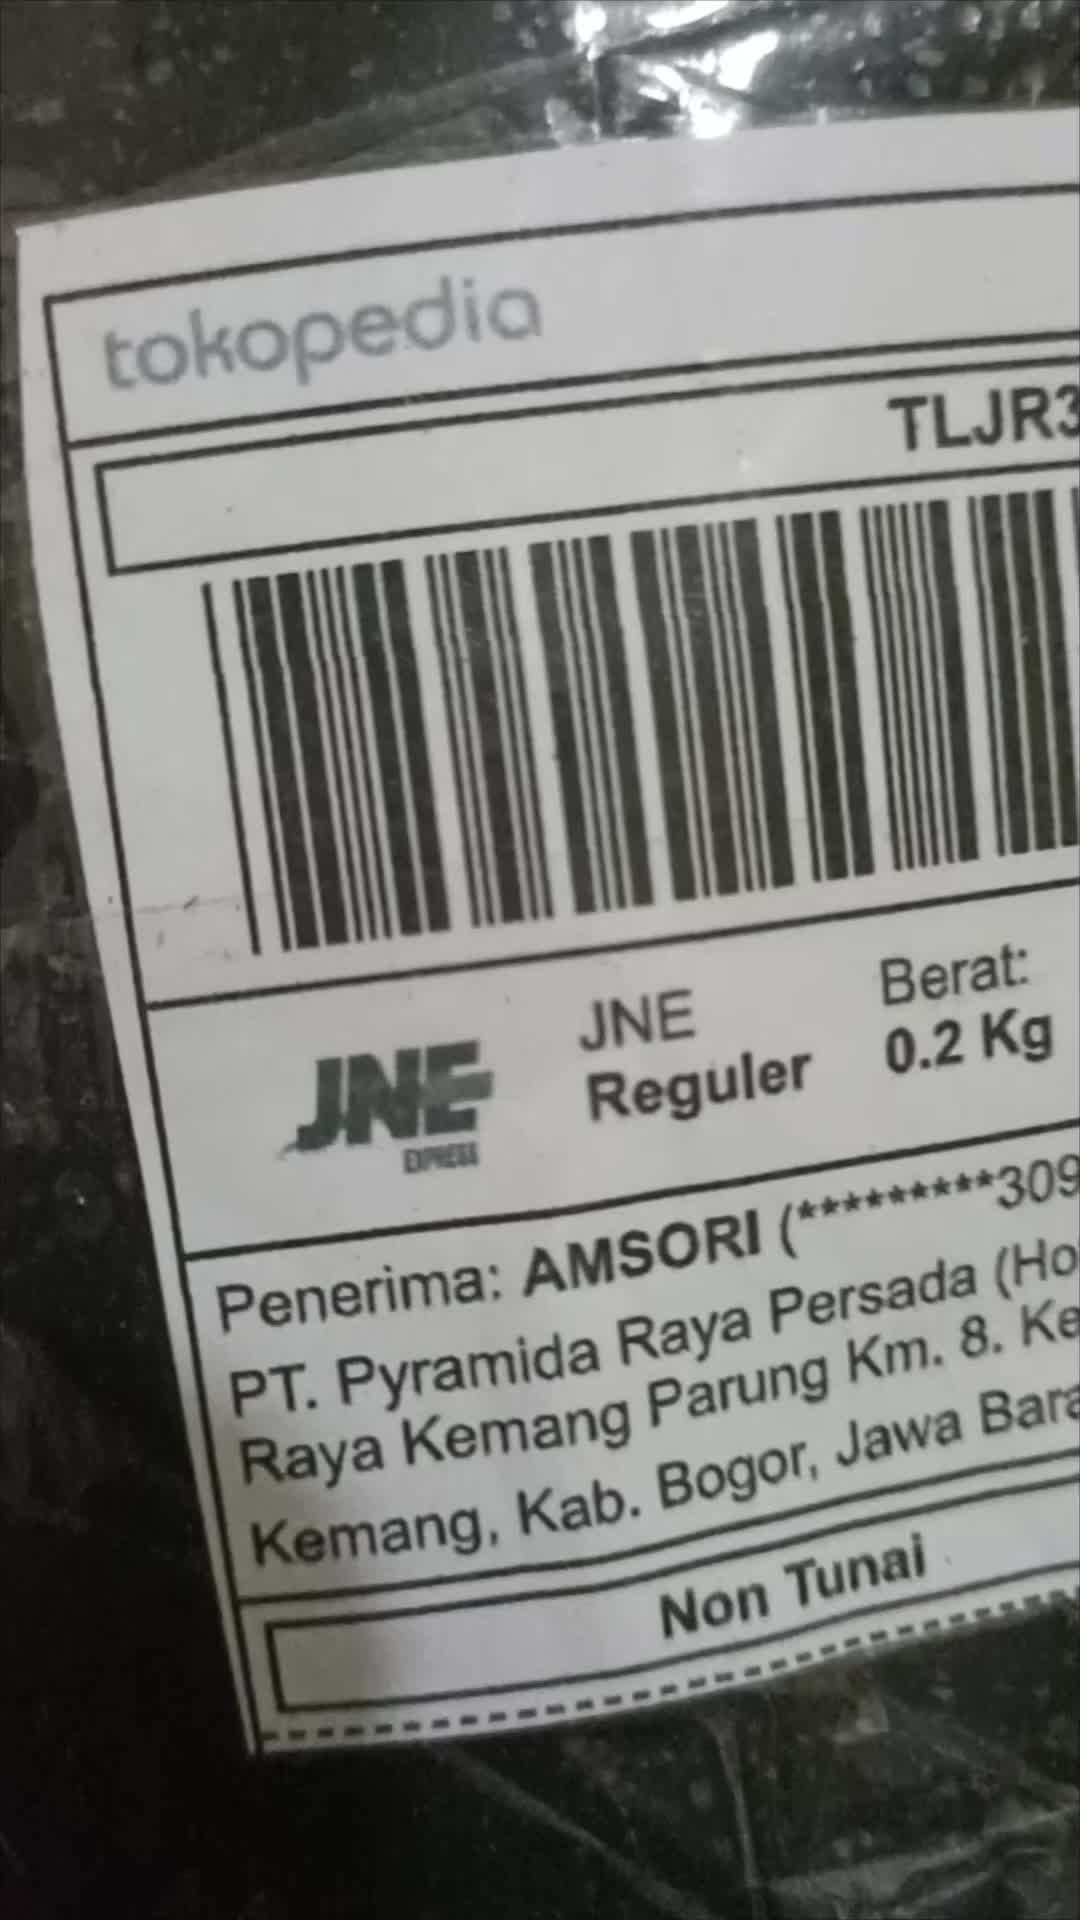 tokopedia
TLJR3
JNE
EXPRESS
JNE
Reguler
Berat:
0.2 Kg
Penerima: AMSORI (*********309
PT. Pyramida Raya Persada (Ho
Raya Kemang Parung Km. 8. Ke
Kemang, Kab. Bogor, Jawa Bara
Non Tunai